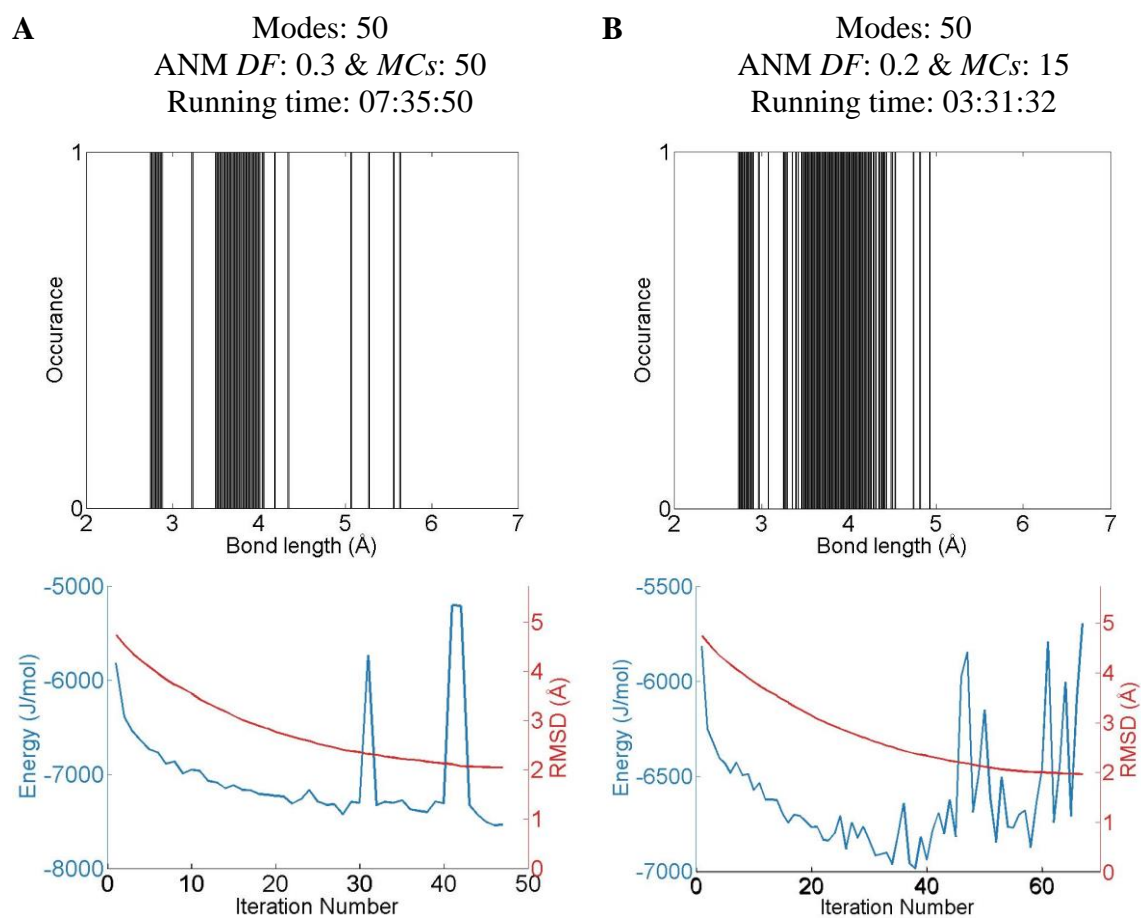 A
Modes: 50
ANM DF: 0.3 & MCs: 50
Running time: 07:35:50
1
Occurance
0
2 3 4 5 6 7
Bond length (Å)
-5000
-6000
-7000
-8000
Energy (J/mol)
5
4
3
2
1
0
RMSD (Å)
0 10 20 30 40 50
Iteration Number
B
Modes: 50
ANM DF: 0.2 & MCs: 15
Running time: 03:31:32
1
Occurance
0
2 3 4 5 6 7
Bond length (Å)
-5500
-6000
-6500
-7000
Energy (J/mol)
5
4
3
2
1
0
RMSD (Å)
0 20 40 60
Iteration Number